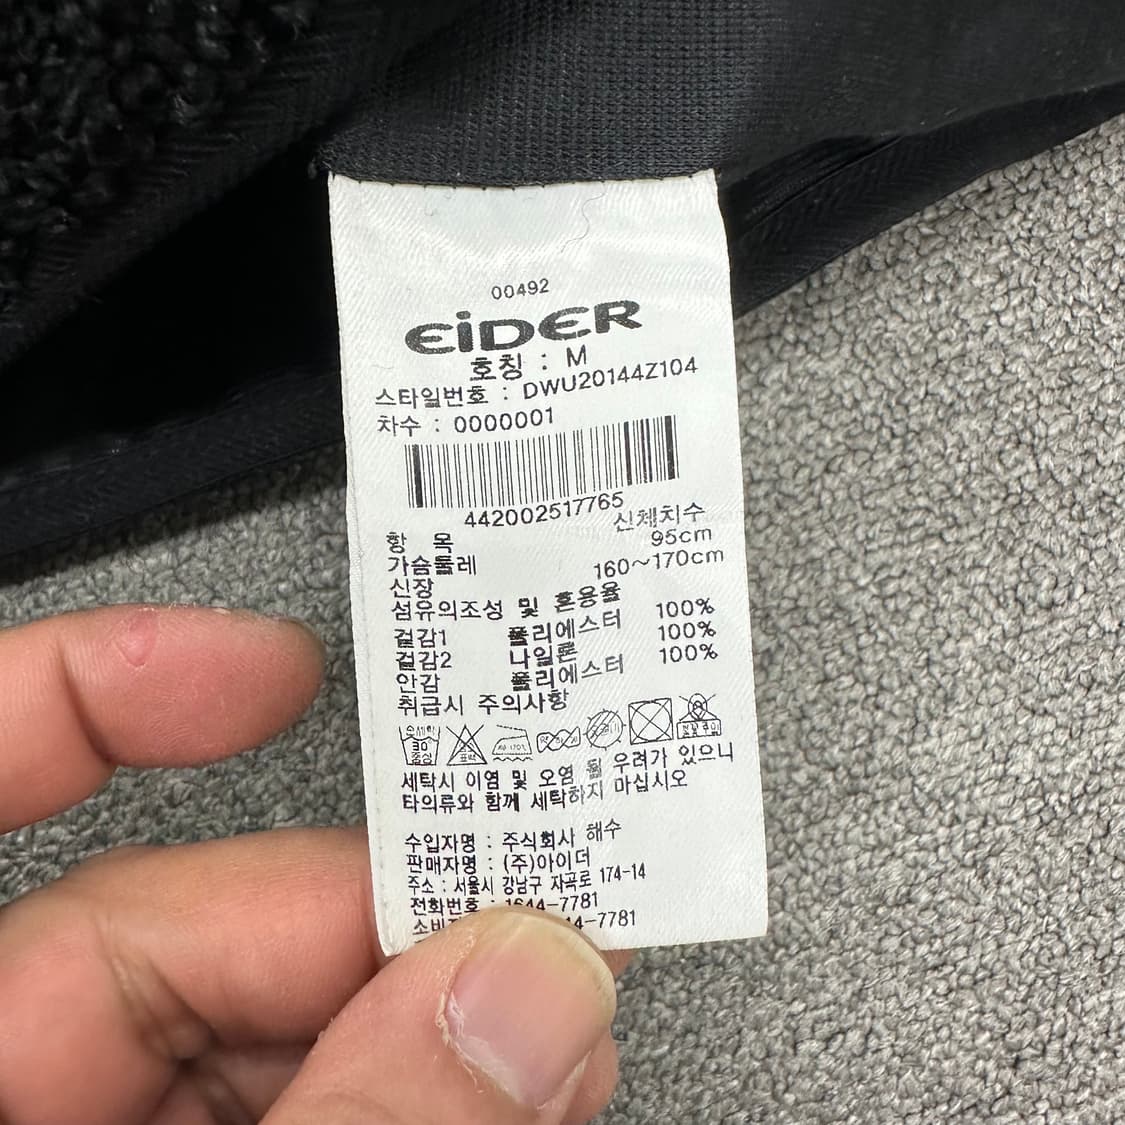 00492
EiDER
호칭 : M
스타일번호 : DWU20144Z104
차수 : 0000001
442002517765
항 목 신체치수
가슴둘레 95cm
신장 160~170cm
섬유의조성 및 혼용율
겉감1 폴리에스터 100%
겉감2 나일론 100%
안감 폴리에스터 100%
취급시 주의사항
세탁시 이염 및 오염 될 우려가 있으니
타의류와 함께 세탁하지 마십시오
수입자명 : 주식회사 해수
판매자명 : (주)아이더
주소 : 서울시 강남구 자곡로 174-14
전화번호 : 1644-7781
7781